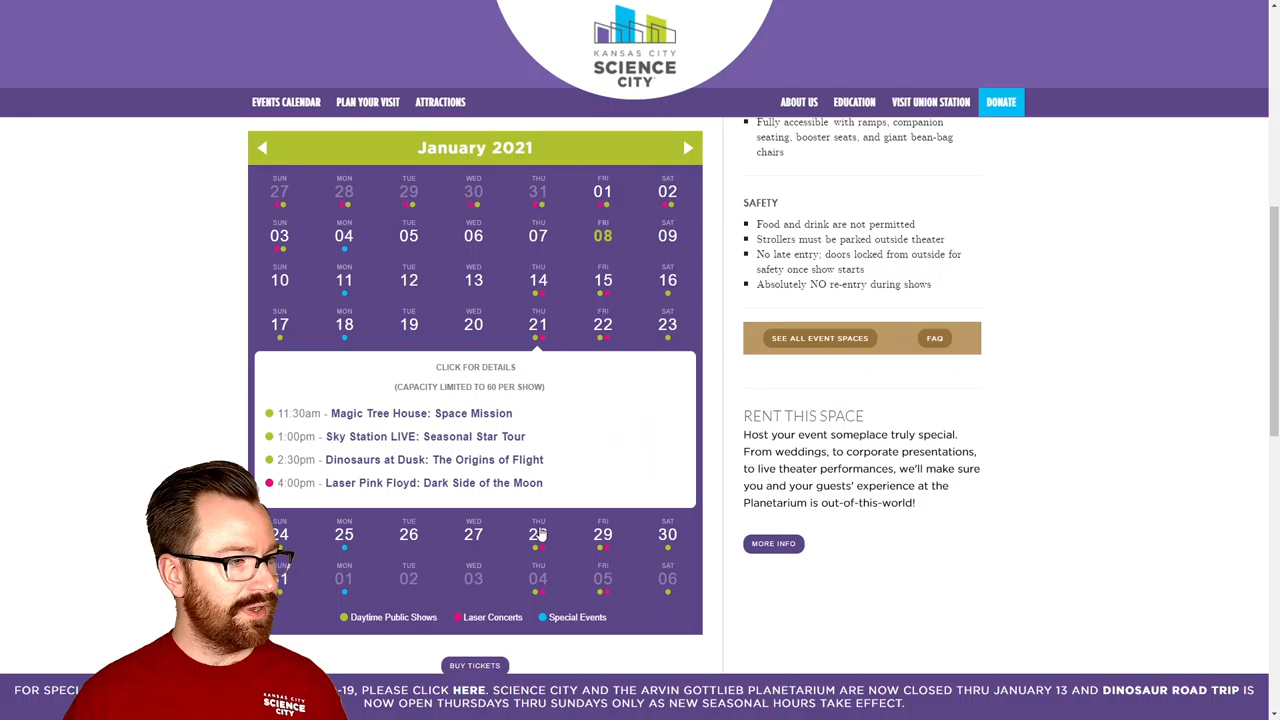 KANSAS CITY
SCIENCE
CITY
EVENTS CALENDAR PLAN YOUR VISIT ATTRACTIONS
ABOUT US EDUCATION VISIT UNION STATION DONATE
January 2021
SUN MON TUE WED THU FRI SAT
27 28 29 30 31 01 02
SUN MON TUE WED THU FRI SAT
03 04 05 06 07 08 09
10 11 12 13 14 15 16
SUN MON TUE WED THU FRI SAT
17 18 19 20 21 22 23
CLICK FOR DETAILS
(CAPACITY LIMITED TO 60 PER SHOW)
11:30am - Magic Tree House: Space Mission
1:00pm - Sky Station LIVE: Seasonal Star Tour
2:30pm - Dinosaurs at Dusk: The Origins of Flight
4:00pm - Laser Pink Floyd: Dark Side of the Moon
SUN MON TUE WED THU FRI SAT
24 25 26 27 29 30
MON TUE WED THU FRI SAT
01 02 03 04 05 06
Daytime Public Shows Laser Concerts Special Events
BUY TICKETS
Fully accessible with ramps, companion
seating, booster seats, and giant bean-bag
chairs
SAFETY
Food and drink are not permitted
Strollers must be parked outside theater
No late entry; doors locked from outside for
safety once show starts
Absolutely NO re-entry during shows
SEE ALL EVENT SPACES FAQ
RENT THIS SPACE
Host your event someplace truly special.
From weddings, to corporate presentations,
to live theater performances, we'll make sure
you and your guests' experience at the
Planetarium is out-of-this-world!
MORE INFO
FOR SPECI -19, PLEASE CLICK HERE. SCIENCE CITY AND THE ARVIN GOTTLIEB PLANETARIUM ARE NOW CLOSED THRU JANUARY 13 AND DINOSAUR ROAD TRIP IS
NOW OPEN THURSDAYS THRU SUNDAYS ONLY AS NEW SEASONAL HOURS TAKE EFFECT.
KANSAS CITY
SCIENCE
CITY